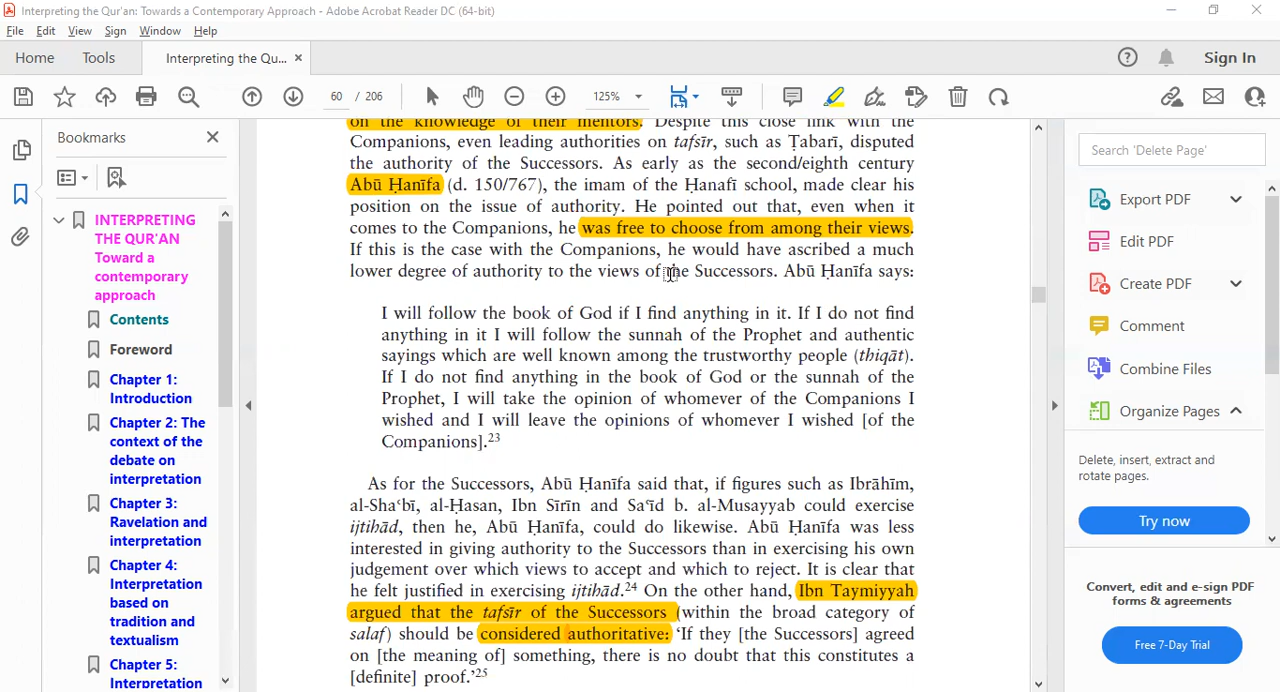 Interpreting the Qur'an: Towards a Contemporary Approach - Adobe Acrobat Reader DC (64-bit)
File Edit View Sign Window Help
Home Tools Interpreting the Qu... × Sign In
60 / 206 125%
Bookmarks
INTERPRETING
THE QUR'AN
Toward a
contemporary
approach
Contents
Foreword
Chapter 1:
Introduction
Chapter 2: The
context of the
debate on
interpretation
Chapter 3:
Ravelation and
interpretation
Chapter 4:
Interpretation
based on
tradition and
textualism
Chapter 5:
Interpretation
on the knowledge of their mentors. Despite this close link with the
Companions, even leading authorities on tafsīr, such as Ṭabarī, disputed
the authority of the Successors. As early as the second/eighth century
Abū Ḥanīfa (d. 150/767), the imam of the Ḥanafī school, made clear his
position on the issue of authority. He pointed out that, even when it
comes to the Companions, he was free to choose from among their views.
If this is the case with the Companions, he would have ascribed a much
lower degree of authority to the views of the Successors. Abū Ḥanīfa says:
I will follow the book of God if I find anything in it. If I do not find
anything in it I will follow the sunnah of the Prophet and authentic
sayings which are well known among the trustworthy people (thiqāt).
If I do not find anything in the book of God or the sunnah of the
Prophet, I will take the opinion of whomever of the Companions I
wished and I will leave the opinions of whomever I wished [of the
Companions].23
As for the Successors, Abū Ḥanīfa said that, if figures such as Ibrāhīm,
al-Shaʿbī, al-Ḥasan, Ibn Sīrīn and Saʿīd b. al-Musayyab could exercise
ijtihād, then he, Abū Ḥanīfa, could do likewise. Abū Ḥanīfa was less
interested in giving authority to the Successors than in exercising his own
judgement over which views to accept and which to reject. It is clear that
he felt justified in exercising ijtihād.24 On the other hand, Ibn Taymiyyah
argued that the tafsīr of the Successors (within the broad category of
salaf) should be considered authoritative: ‘If they [the Successors] agreed
on [the meaning of] something, there is no doubt that this constitutes a
[definite] proof.’25
Search 'Delete Page'
Export PDF
Edit PDF
Create PDF
Comment
Combine Files
Organize Pages
Delete, insert, extract and
rotate pages.
Try now
Convert, edit and e-sign PDF
forms & agreements
Free 7-Day Trial